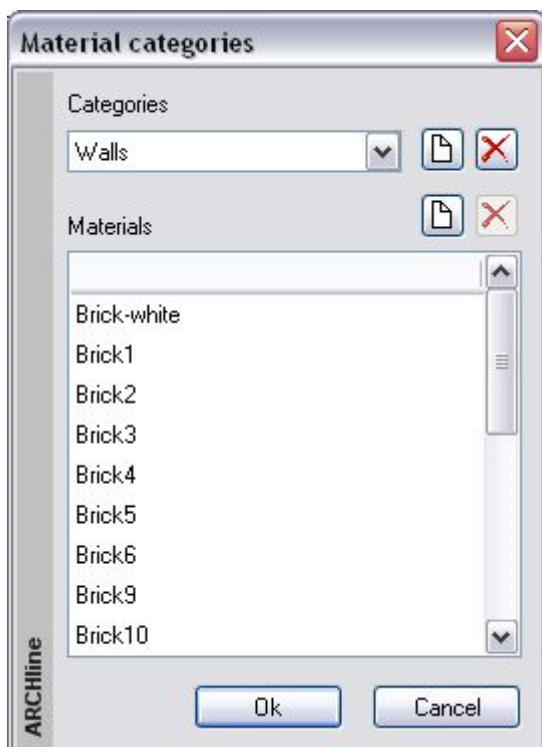 Material categories
Categories
Walls
Materials
Brick-white
Brick1
Brick2
Brick3
Brick4
Brick5
Brick6
Brick9
Brick10
ARCHline
Ok Cancel